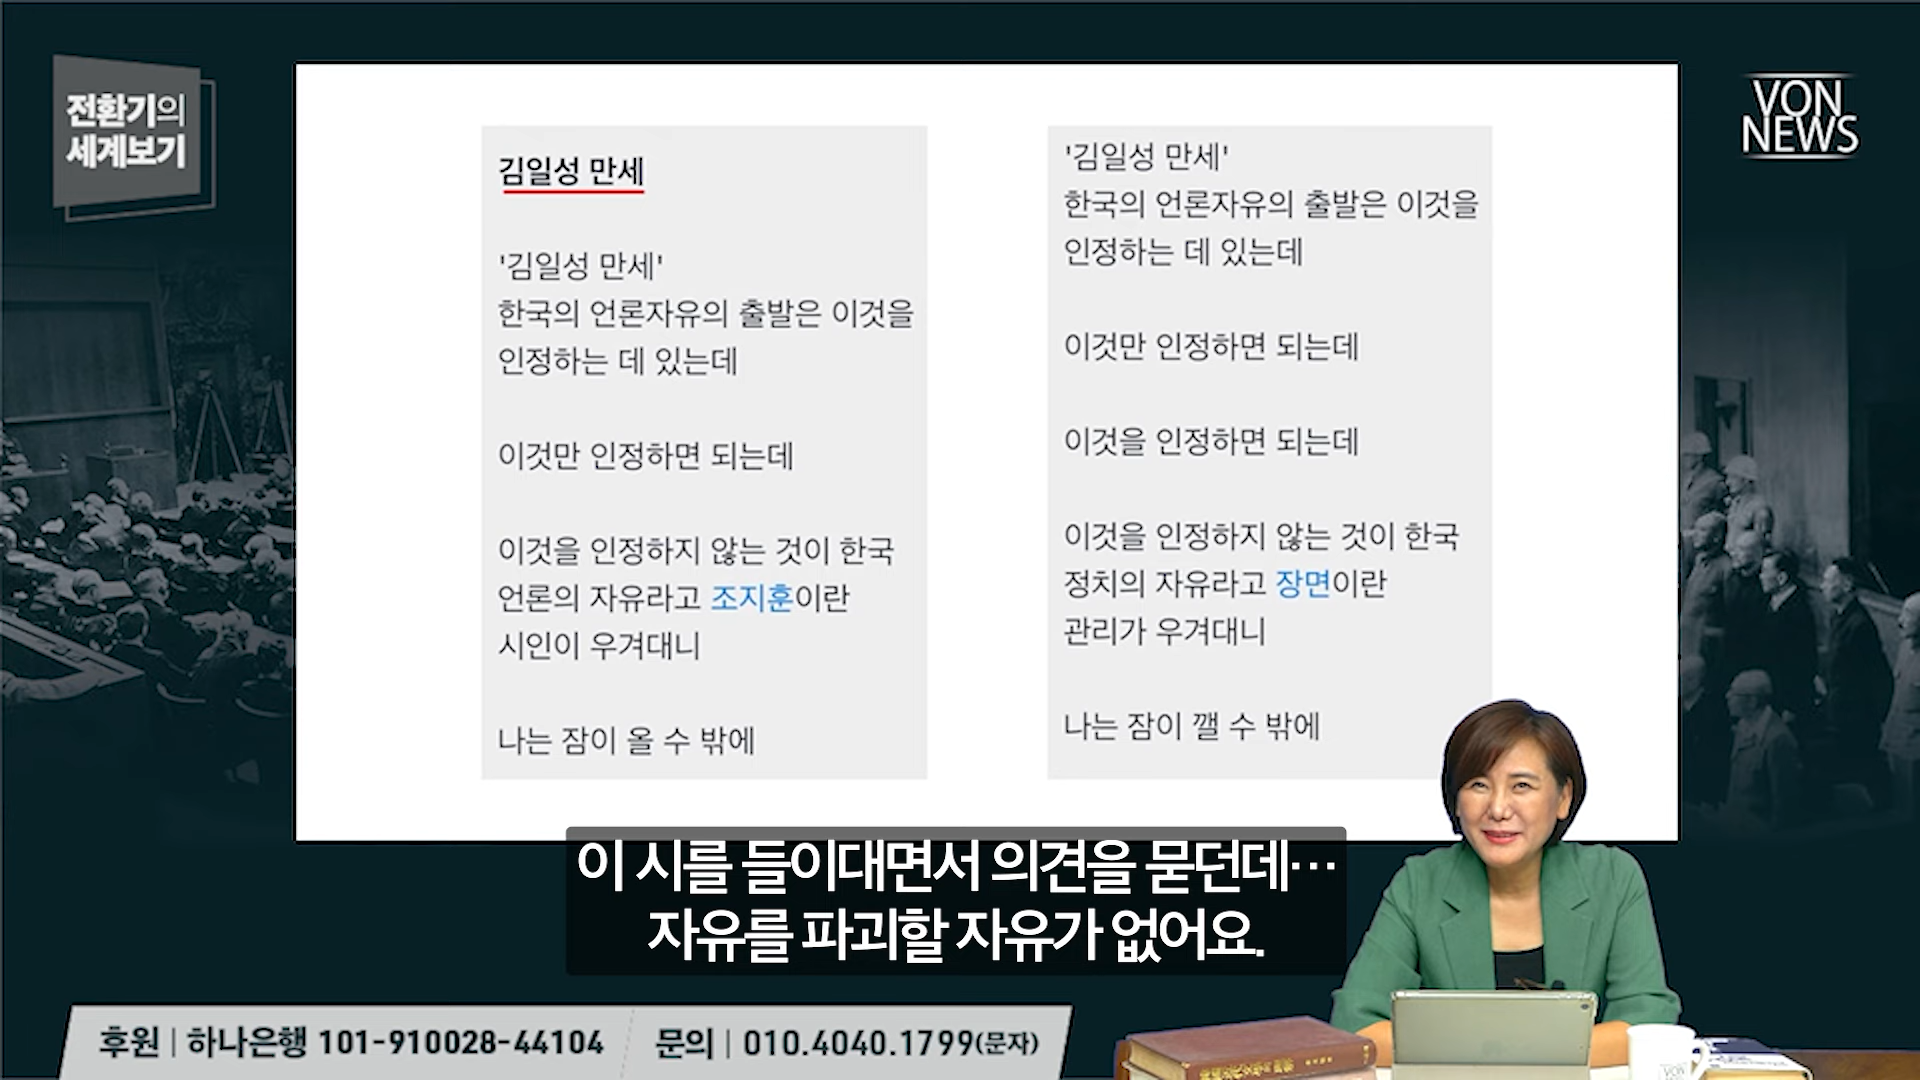 전환기의
세계보기
VON
NEWS
김일성 만세
'김일성 만세'
한국의 언론자유의 출발은 이것을
인정하는 데 있는데
이것만 인정하면 되는데
이것을 인정하지 않는 것이 한국
언론의 자유라고 조지훈이란
시인이 우겨대니
나는 잠이 올 수 밖에
'김일성 만세'
한국의 언론자유의 출발은 이것을
인정하는 데 있는데
이것만 인정하면 되는데
이것을 인정하면 되는데
이것을 인정하지 않는 것이 한국
정치의 자유라고 장면이란
관리가 우겨대니
나는 잠이 깰 수 밖에
이 시를 들이대면서 의견을 묻던데…
자유를 파괴할 자유가 없어요.
후원 | 하나은행 101-910028-44104
문의 | 010.4040.1799(문자)
VON